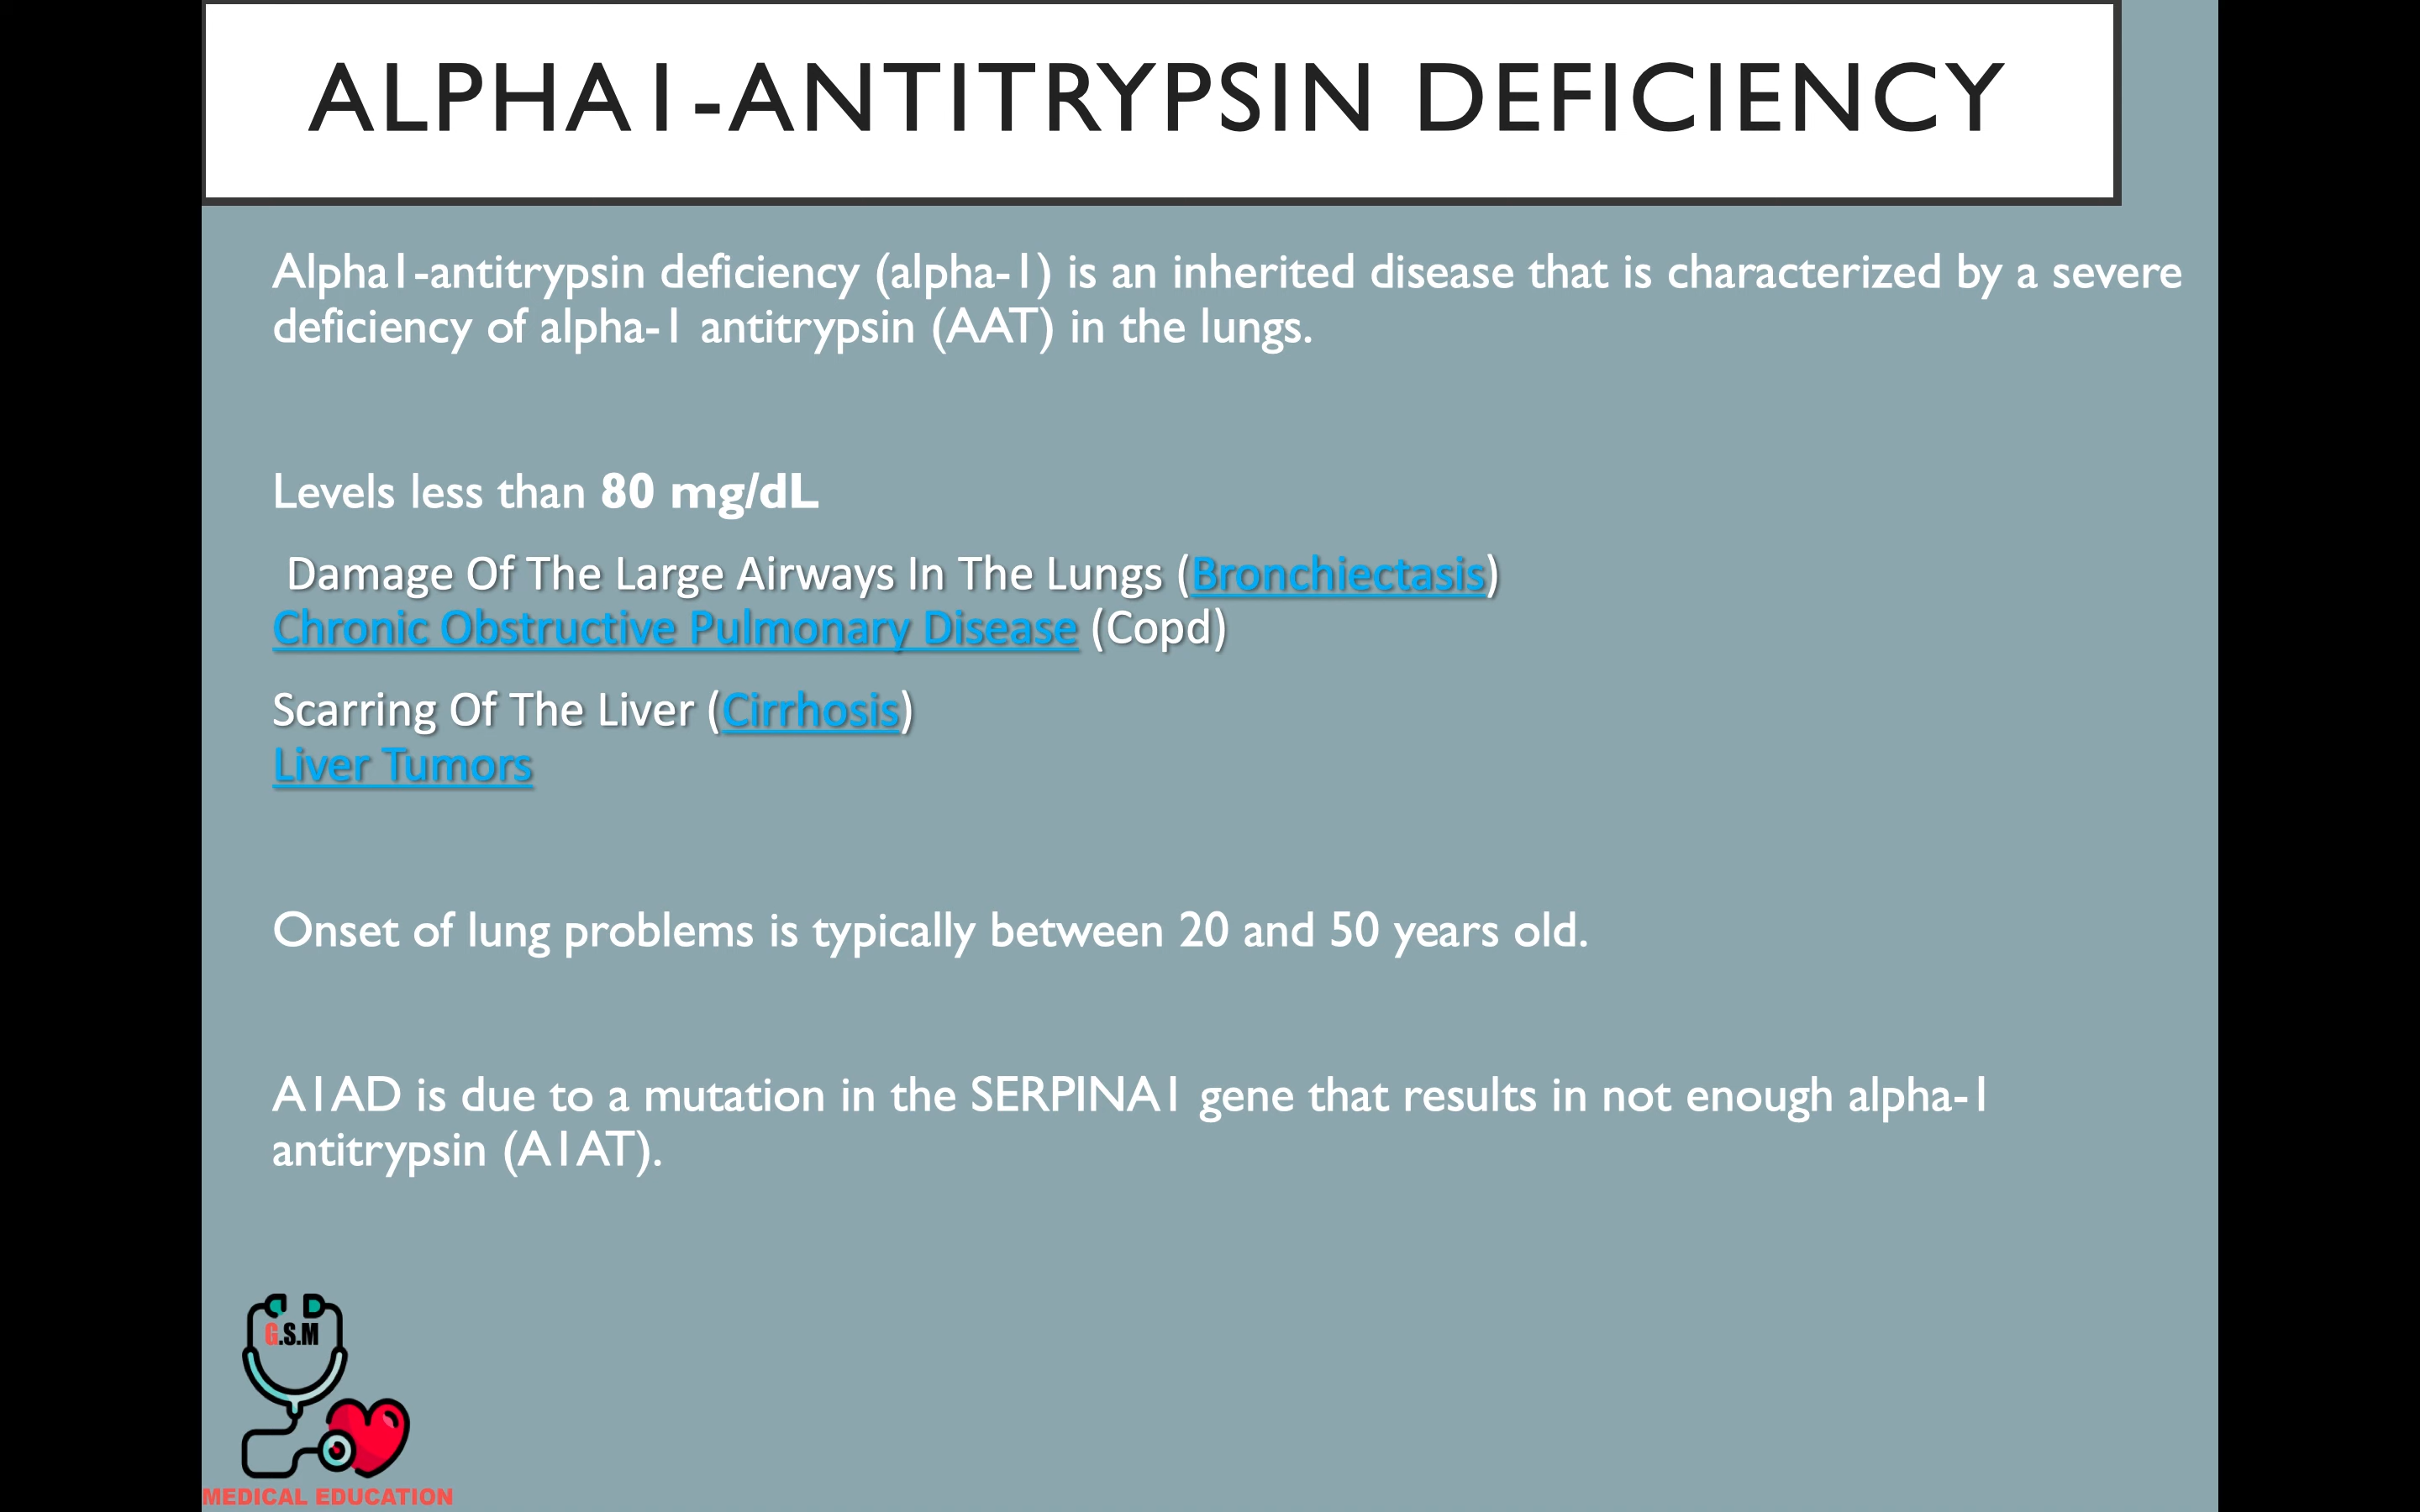 ALPHA1-ANTITRYPSIN DEFICIENCY
Alpha1-antitrypsin deficiency (alpha-1) is an inherited disease that is characterized by a severe
deficiency of alpha-1 antitrypsin (AAT) in the lungs.
Levels less than 80 mg/dL
Damage Of The Large Airways In The Lungs (Bronchiectasis)
Chronic Obstructive Pulmonary Disease (Copd)
Scarring Of The Liver (Cirrhosis)
Liver Tumors
Onset of lung problems is typically between 20 and 50 years old.
A1AD is due to a mutation in the SERPINA1 gene that results in not enough alpha-1
antitrypsin (A1AT).
G.S.M
MEDICAL EDUCATION